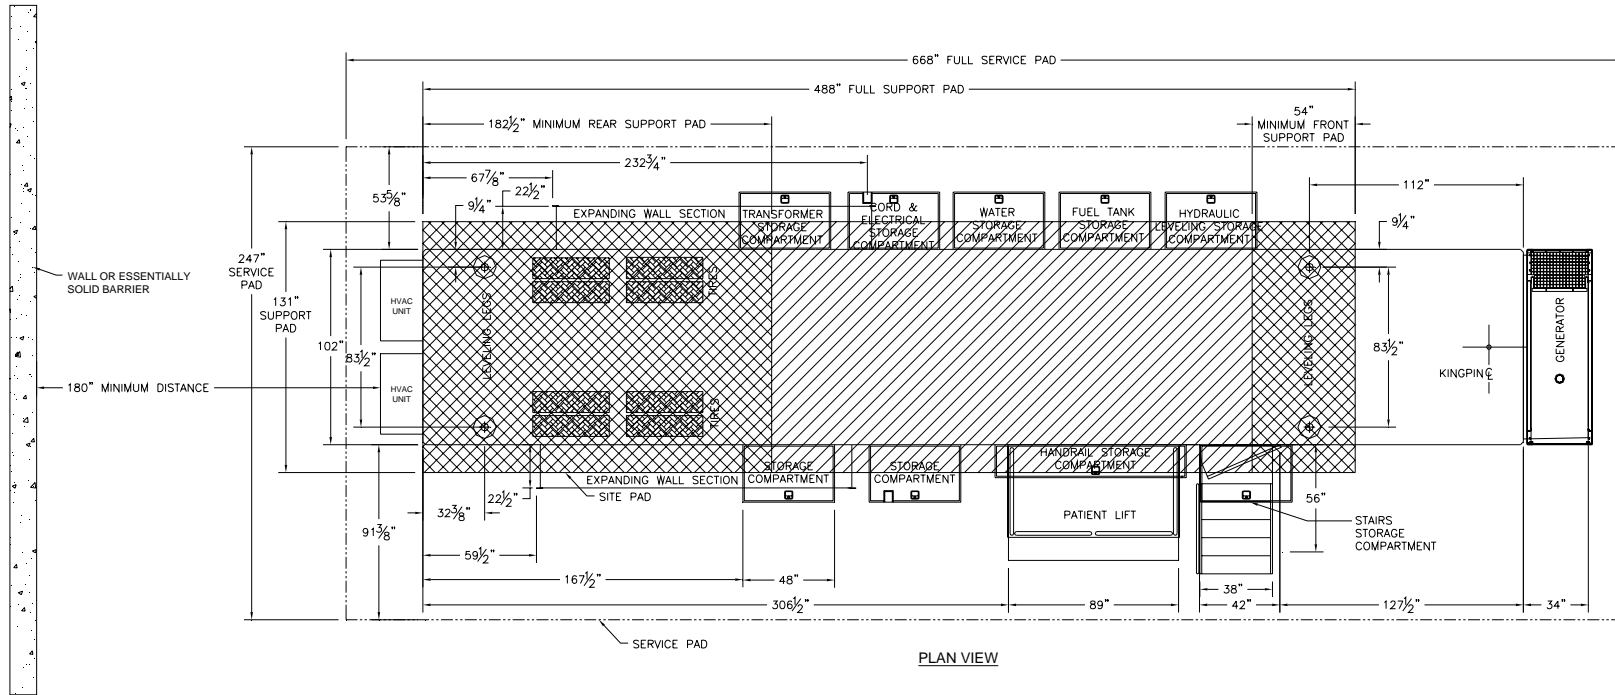 668" FULL SERVICE PAD
488" FULL SUPPORT PAD
182½" MINIMUM REAR SUPPORT PAD
54"
MINIMUM FRONT
SUPPORT PAD
232¾"
67⅞"
22½"
112"
53⅝"
9¼"
9¼"
EXPANDING WALL SECTION
TRANSFORMER
STORAGE
COMPARTMENT
CORD &
ELECTRICAL
STORAGE
COMPARTMENT
WATER
STORAGE
COMPARTMENT
FUEL TANK
STORAGE
COMPARTMENT
HYDRAULIC
LEVELING STORAGE
COMPARTMENT
247"
SERVICE
PAD
WALL OR ESSENTIALLY
SOLID BARRIER
131"
SUPPORT
PAD
HVAC
UNIT
LEVELING LEGS
TIRES
LEVELING LEGS
GENERATOR
102"
83½"
83½"
KINGPIN ℄
180" MINIMUM DISTANCE
HVAC
UNIT
TIRES
HANDRAIL STORAGE
COMPARTMENT
STORAGE
COMPARTMENT
STORAGE
COMPARTMENT
EXPANDING WALL SECTION
SITE PAD
22½"
32⅜"
56"
PATIENT LIFT
STAIRS
STORAGE
COMPARTMENT
91⅜"
59½"
167½"
48"
38"
306½"
89"
42"
127½"
34"
SERVICE PAD
PLAN VIEW